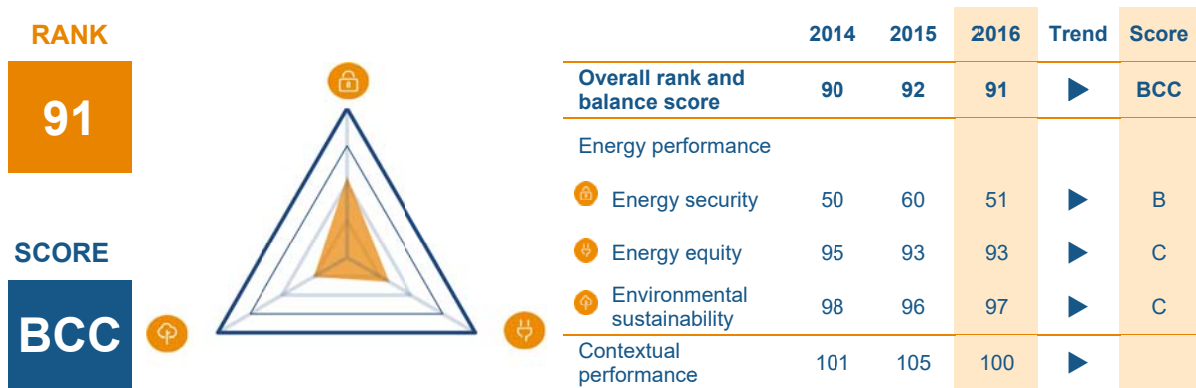 RANK
91
SCORE
BCC
2014 2015 2016 Trend Score
Overall rank and
balance score 90 92 91 BCC
Energy performance
Energy security 50 60 51 B
Energy equity 95 93 93 C
Environmental
sustainability 98 96 97 C
Contextual
performance 101 105 100